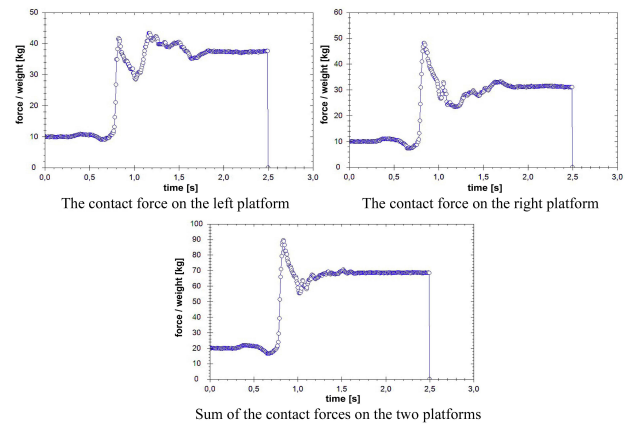 50
40
30
20
10
0
force / weight [kg]
0,0 0,5 1,0 1,5 2,0 2,5 3,0
time [s]
The contact force on the left platform
60
50
40
30
20
10
0
force / weight [kg]
0,0 0,5 1,0 1,5 2,0 2,5 3,0
time [s]
The contact force on the right platform
100
90
80
70
60
50
40
30
20
10
0
force / weight [kg]
0,0 0,5 1,0 1,5 2,0 2,5 3,0
time [s]
Sum of the contact forces on the two platforms